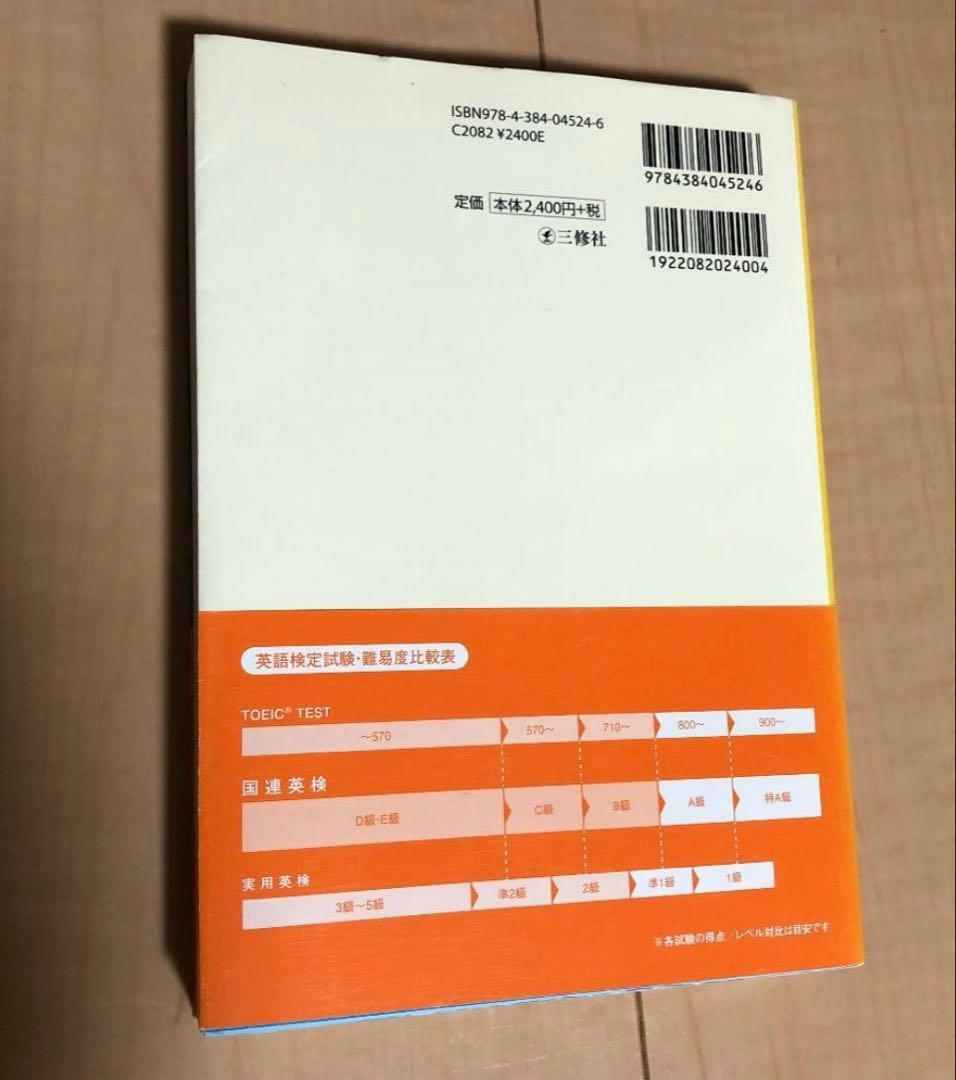 ISBN978-4-384-04524-6
C2082 ¥2400E
9784384045246
定価 本体2,400円+税
三修社
1922082024004
英語検定試験・難易度比較表
TOEIC® TEST
〜570 570〜 710〜 800〜 900〜
国連英検
D級・E級 C級 B級 A級 特A級
実用英検
3級〜5級 準2級 2級 準1級 1級
※各試験の得点/レベル対比は目安です